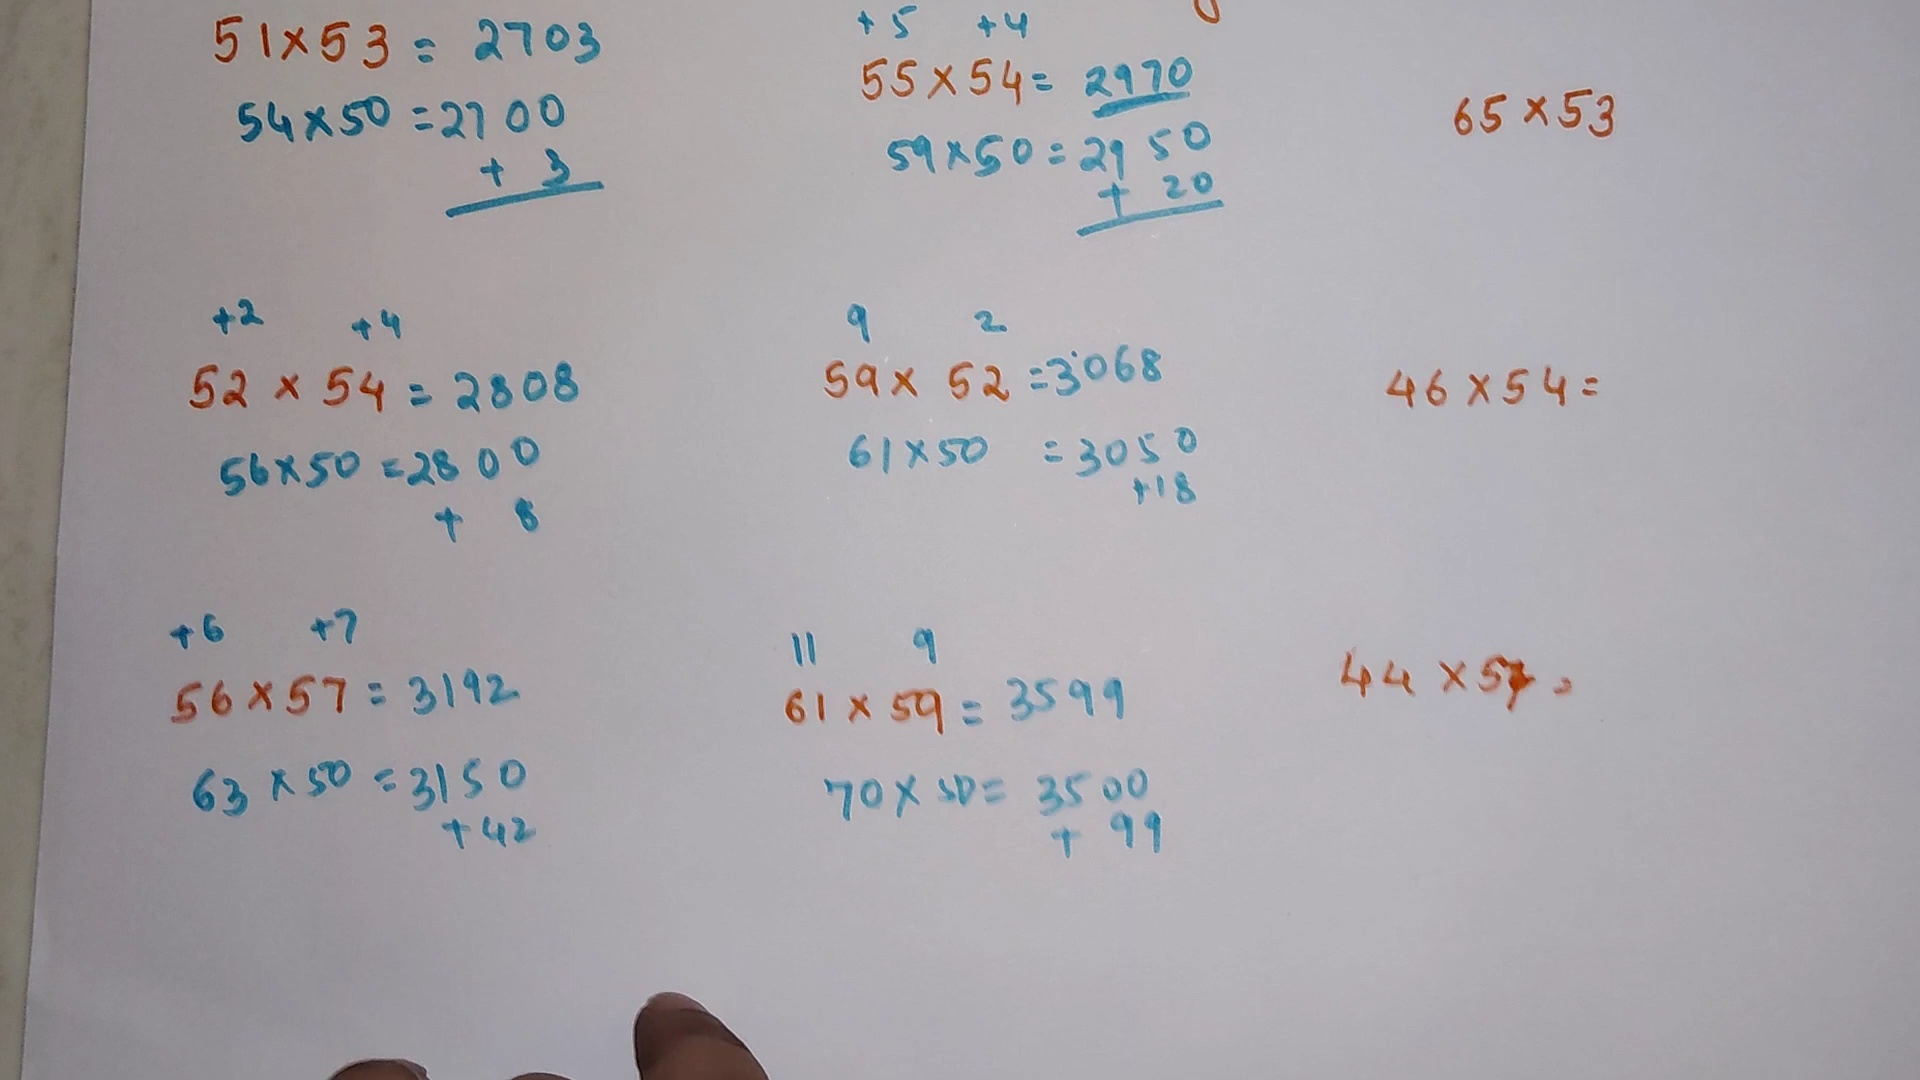 51×53 = 2703
54×50 = 2700
+ 3
+2 +4
52 × 54 = 2808
56×50 = 2800
+ 8
+6 +7
56×57 = 3192
63 × 50 = 3150
+42
+5 +4
55×54 = 2970
59×50 = 2950
+ 20
9 2
59× 52 = 3068
61×50 = 3050
+18
11 9
61 × 59 = 3599
70×50 = 3500
+ 99
65 × 53
46 × 54 =
44 ×